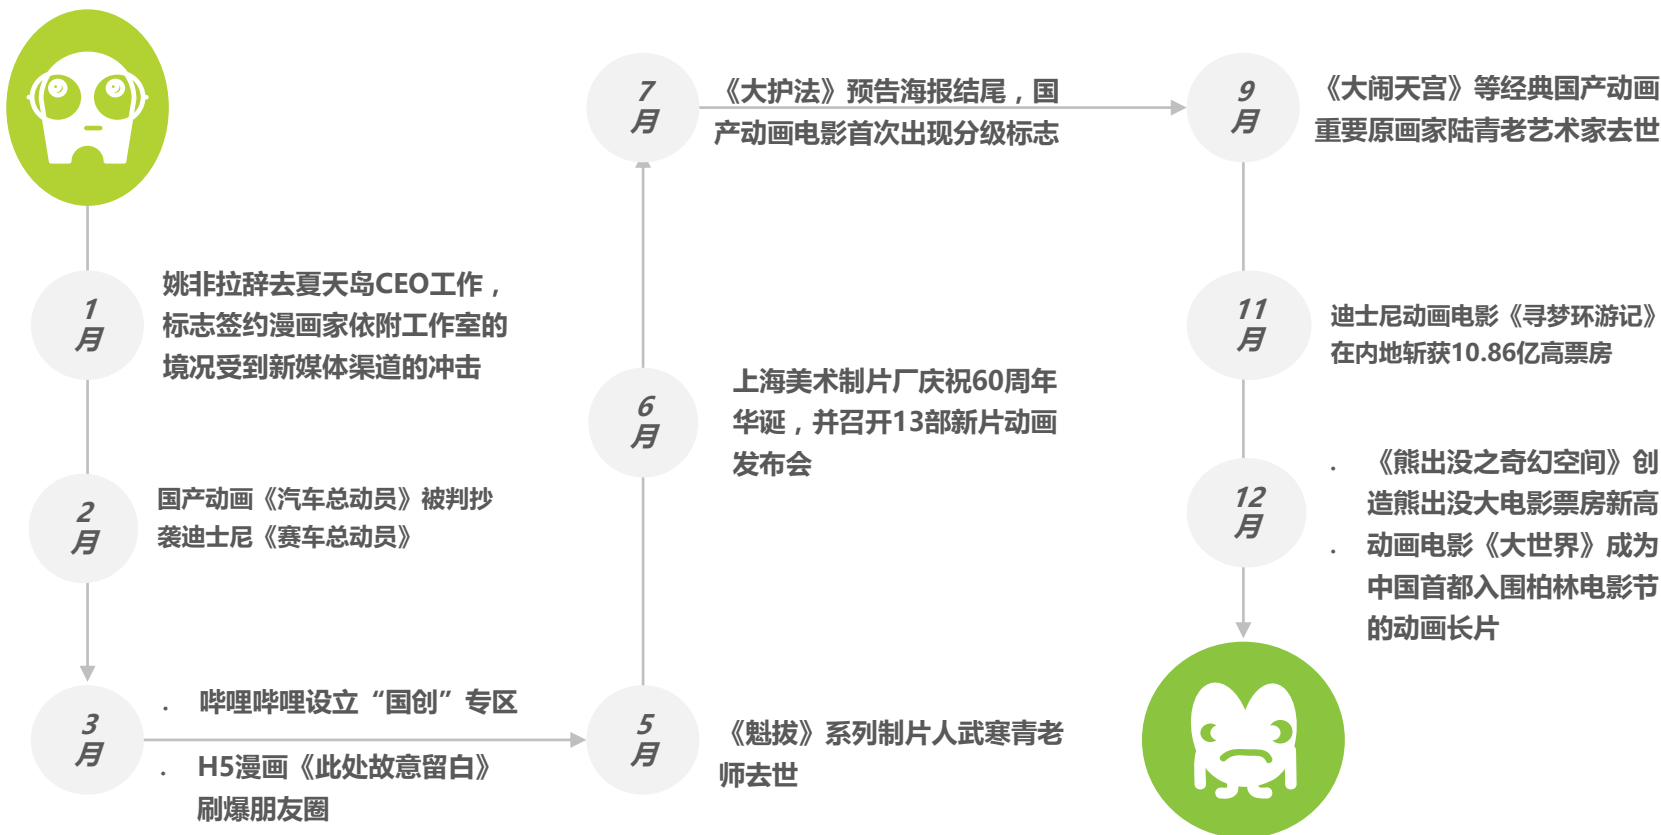 1
月
姚非拉辞去夏天岛CEO工作，
标志签约漫画家依附工作室的
境况受到新媒体渠道的冲击
2
月
国产动画《汽车总动员》被判抄
袭迪士尼《赛车总动员》
3
月
. 哔哩哔哩设立“国创”专区
. H5漫画《此处故意留白》
刷爆朋友圈
5
月
《魁拔》系列制片人武寒青老
师去世
6
月
上海美术制片厂庆祝60周年
华诞，并召开13部新片动画
发布会
7
月
《大护法》预告海报结尾，国
产动画电影首次出现分级标志
9
月
《大闹天宫》等经典国产动画
重要原画家陆青老艺术家去世
11
月
迪士尼动画电影《寻梦环游记》
在内地斩获10.86亿高票房
12
月
. 《熊出没之奇幻空间》创
造熊出没大电影票房新高
. 动画电影《大世界》成为
中国首都入围柏林电影节
的动画长片